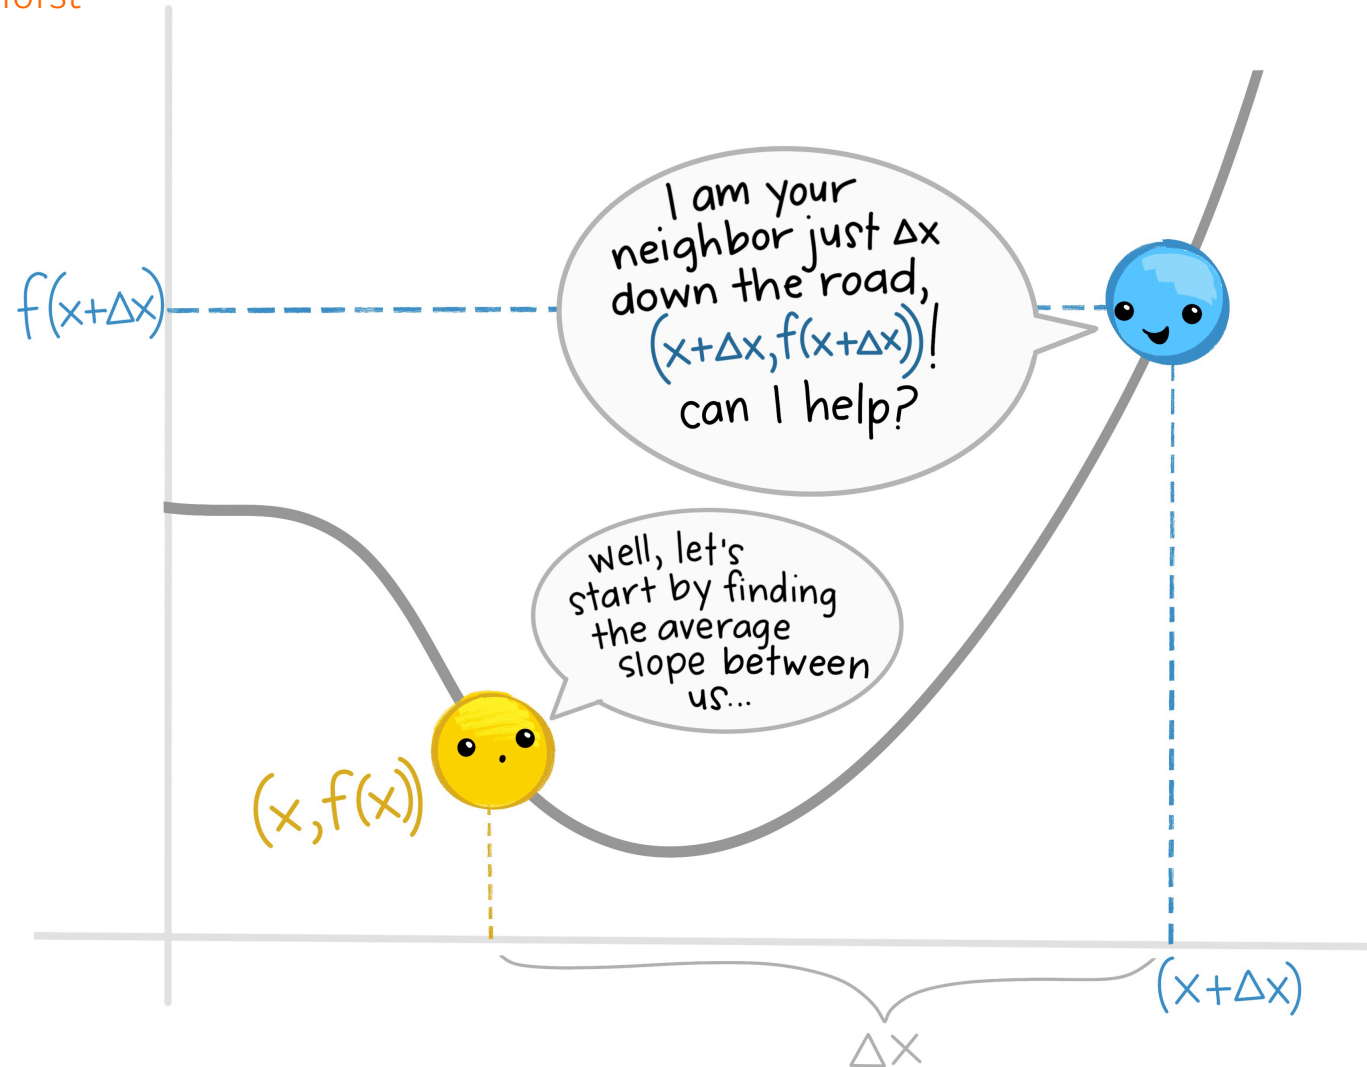 I am your
neighbor just Δx
down the road,
(x+Δx,f(x+Δx))!
can I help?
f(x+Δx)
well, let's
start by finding
the average
slope between
us...
(x,f(x))
(x+Δx)
Δx